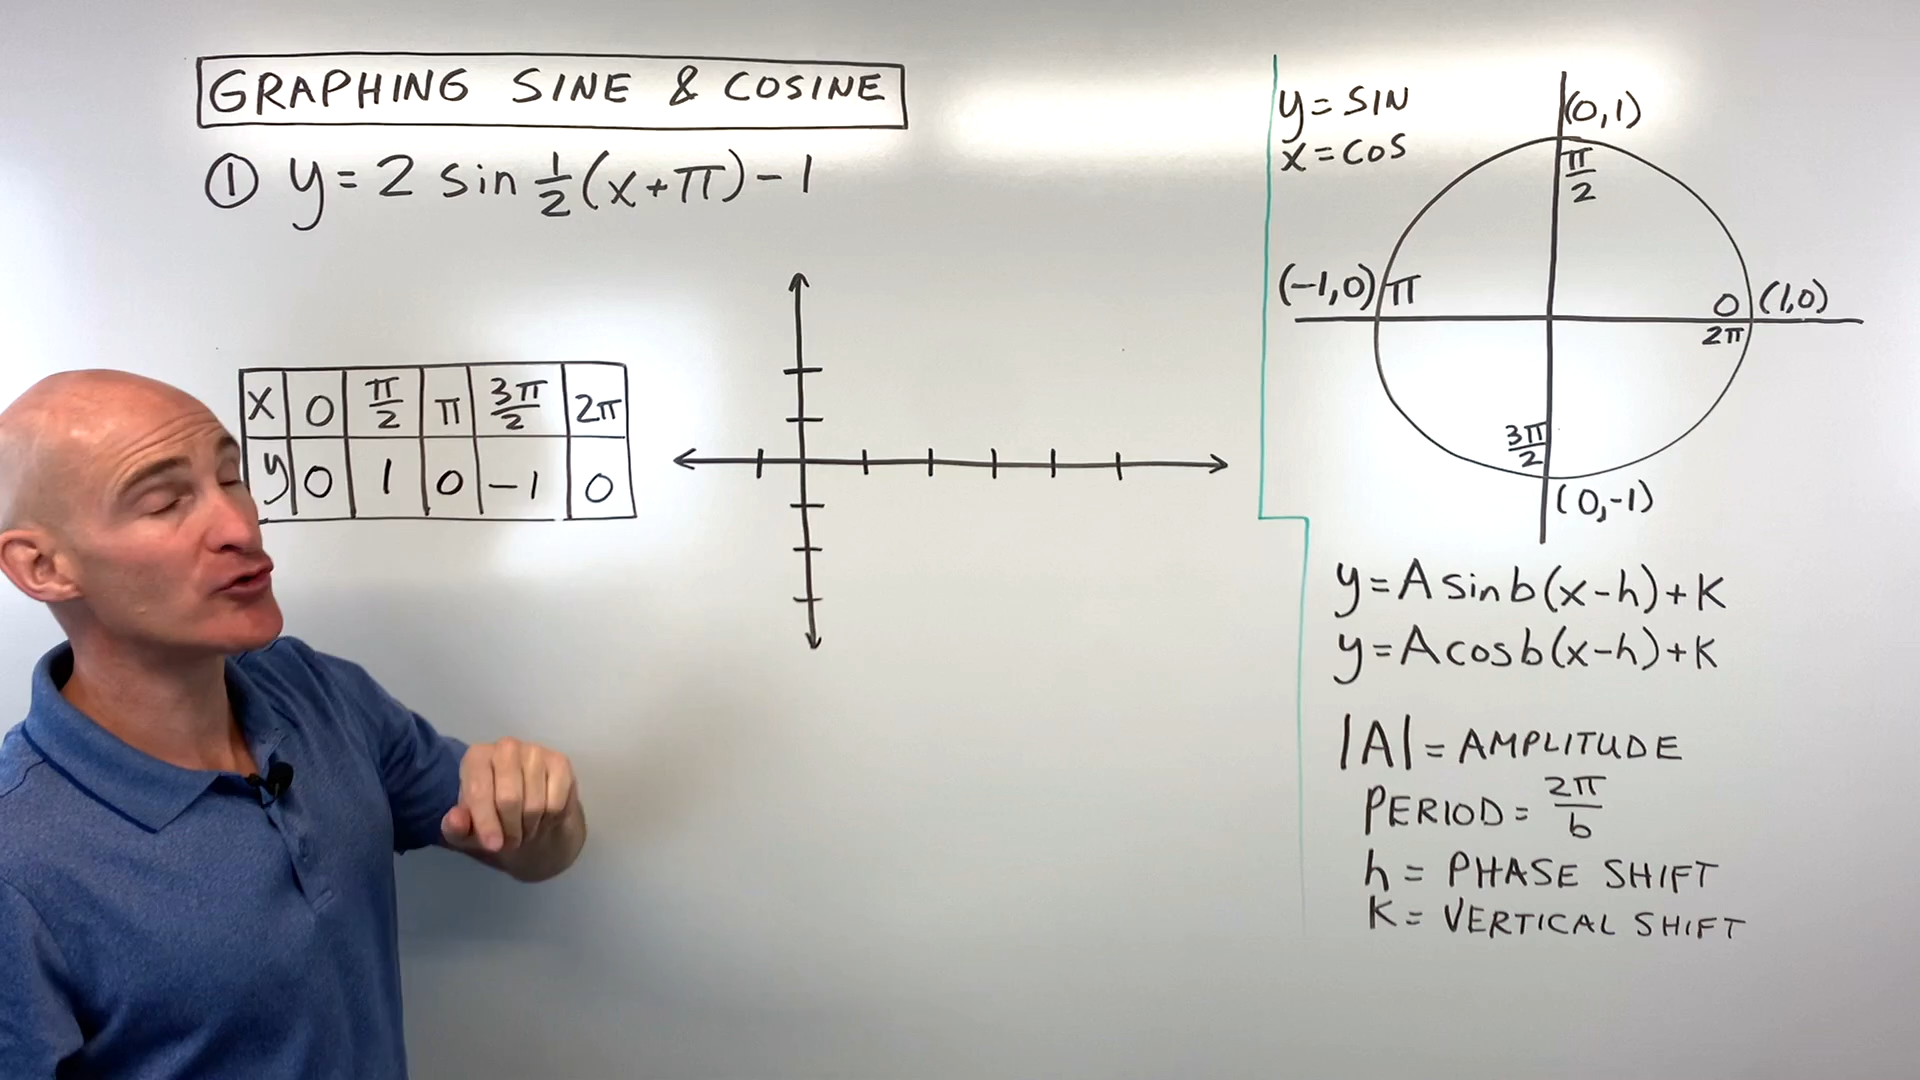 GRAPHING SINE & COSINE
① y = 2 sin 1/2 (x + π) - 1
x 0 π/2 π 3π/2 2π
y 0 1 0 -1 0
y = SIN
x = COS
(0, 1)
π/2
(-1, 0) π
0 (1, 0)
2π
3π/2
(0, -1)
y = A sin b (x - h) + K
y = A cos b (x - h) + K
|A| = AMPLITUDE
PERIOD = 2π/b
h = PHASE SHIFT
K = VERTICAL SHIFT